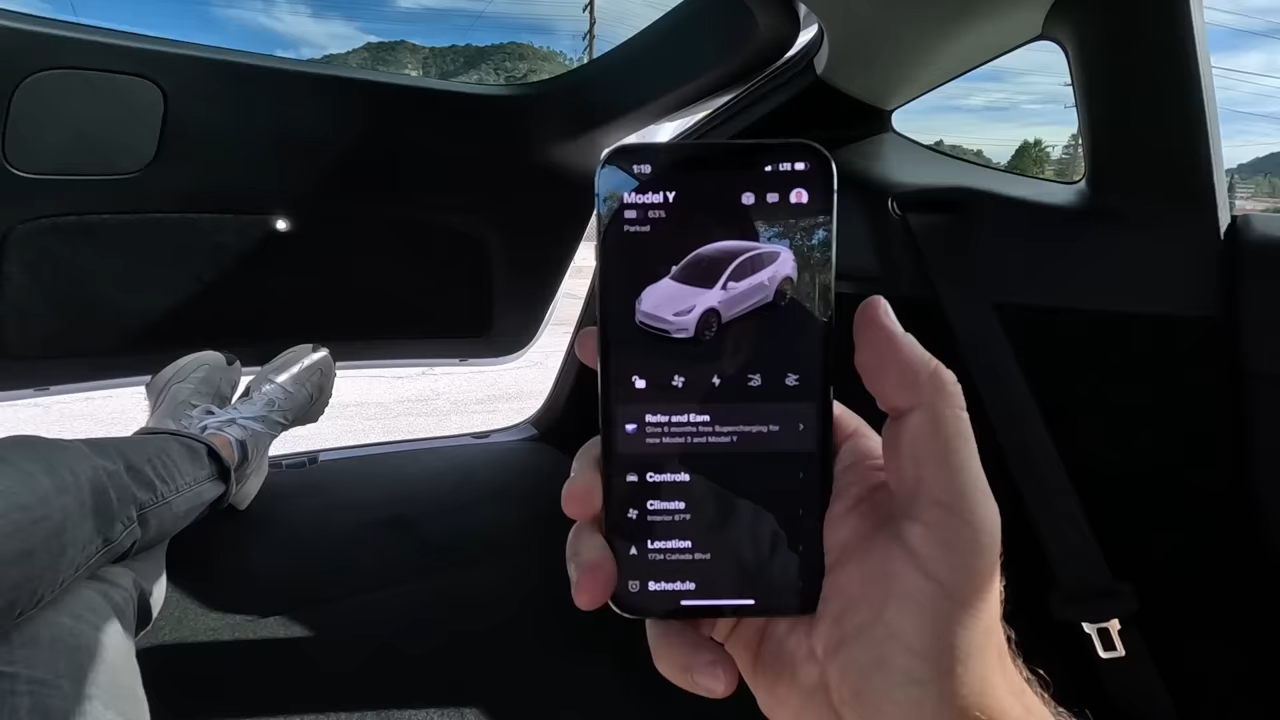 1:19
LTE
Model Y
63%
Parked
Refer and Earn
Give 6 months free Supercharging for
new Model 3 and Model Y
Controls
Climate
Interior 67°F
Location
1734 Cañada Blvd
Schedule